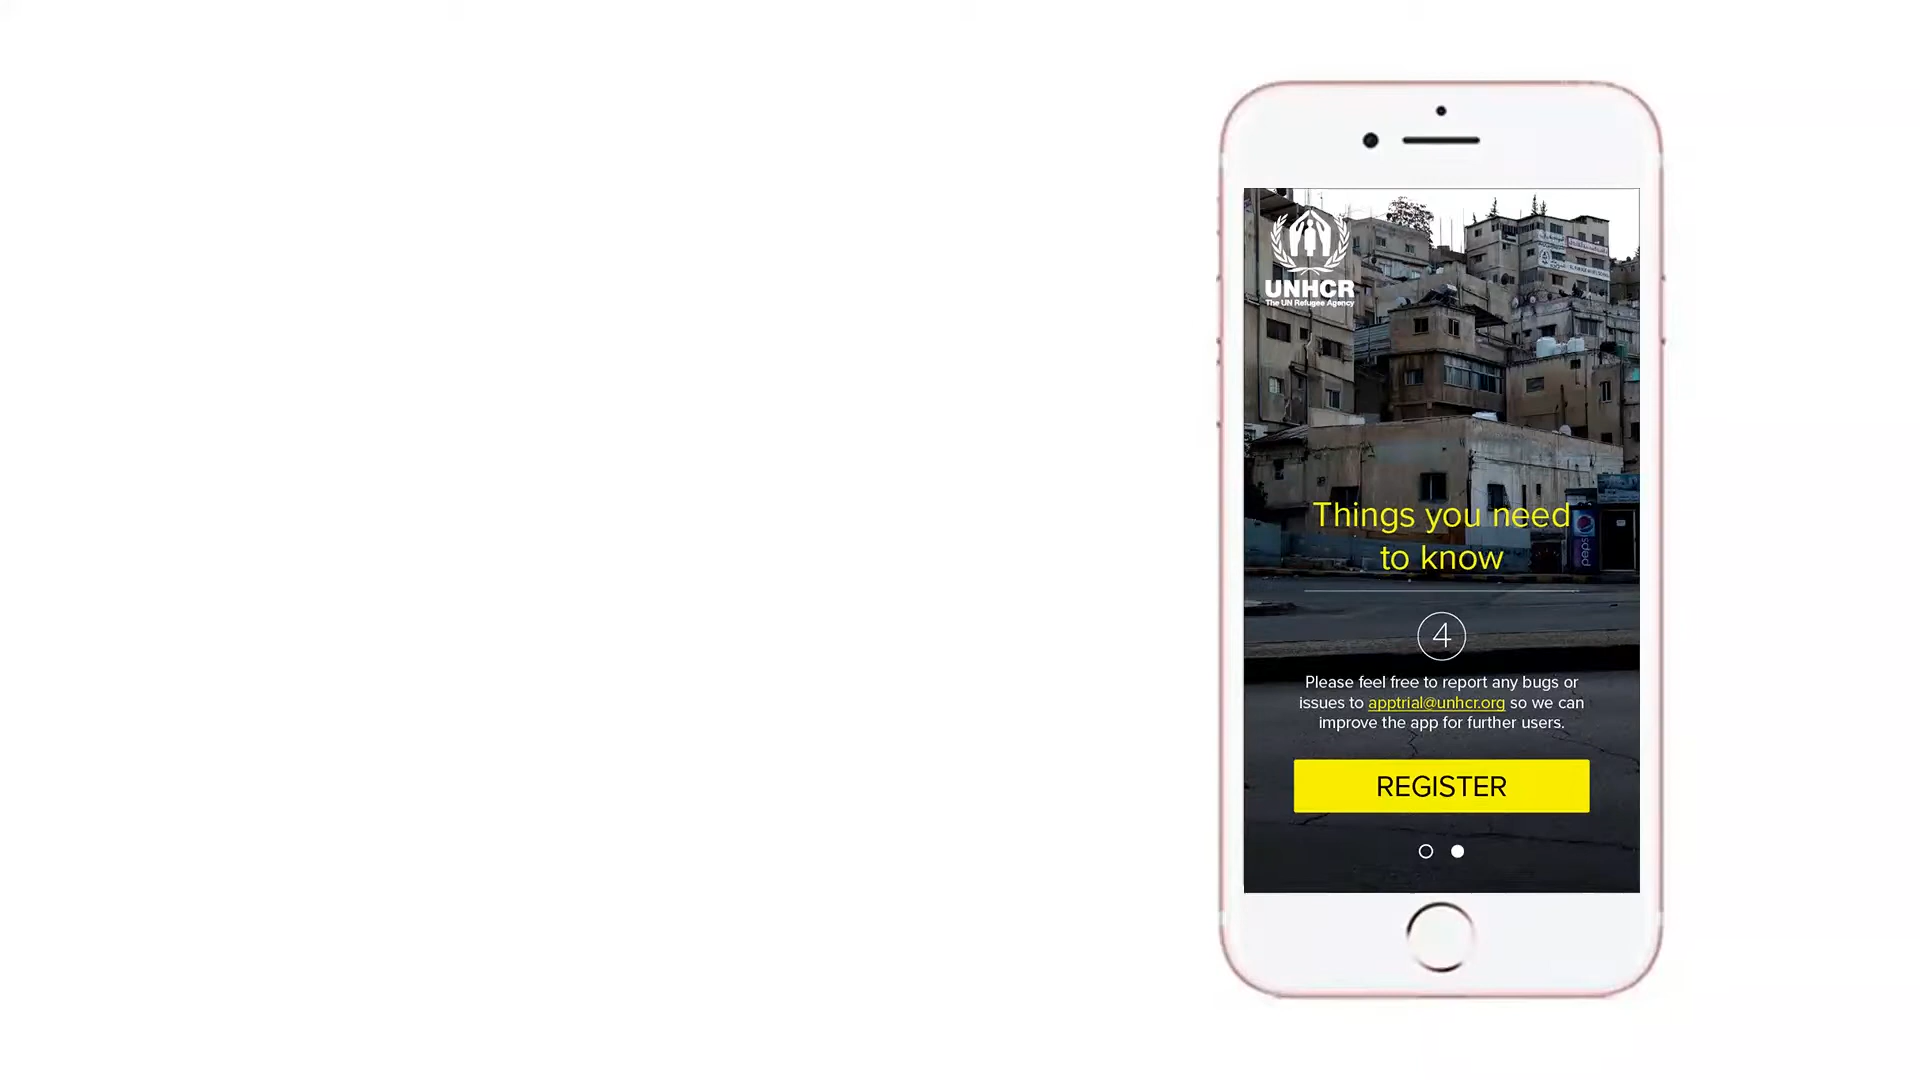 UNHCR
The UN Refugee Agency
Things you need
to know
4
Please feel free to report any bugs or
issues to apptrial@unhcr.org so we can
improve the app for further users.
REGISTER
pepsi